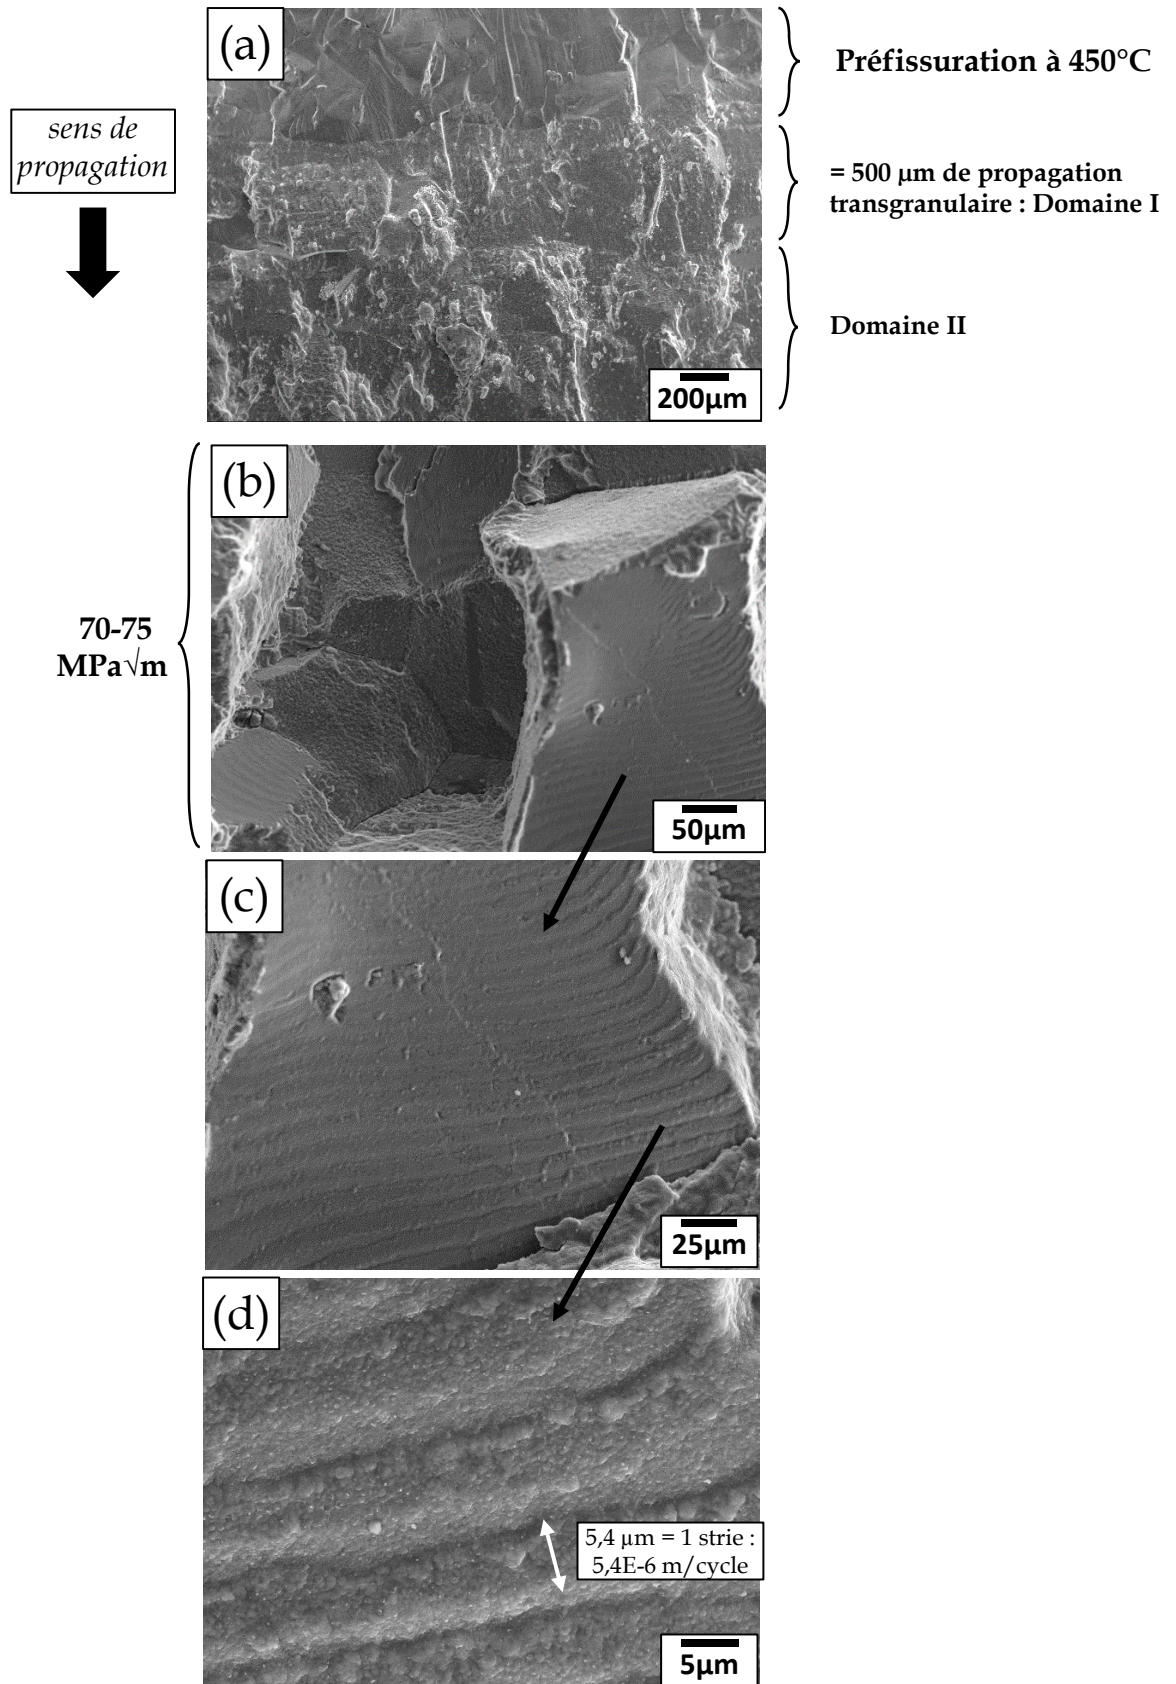 (a)
Préfissuration à 450°C
sens de
propagation
= 500 µm de propagation
transgranulaire : Domaine I
Domaine II
200µm
(b)
70-75
MPa√m
50µm
(c)
25µm
(d)
5,4 µm = 1 strie :
5,4E-6 m/cycle
5µm